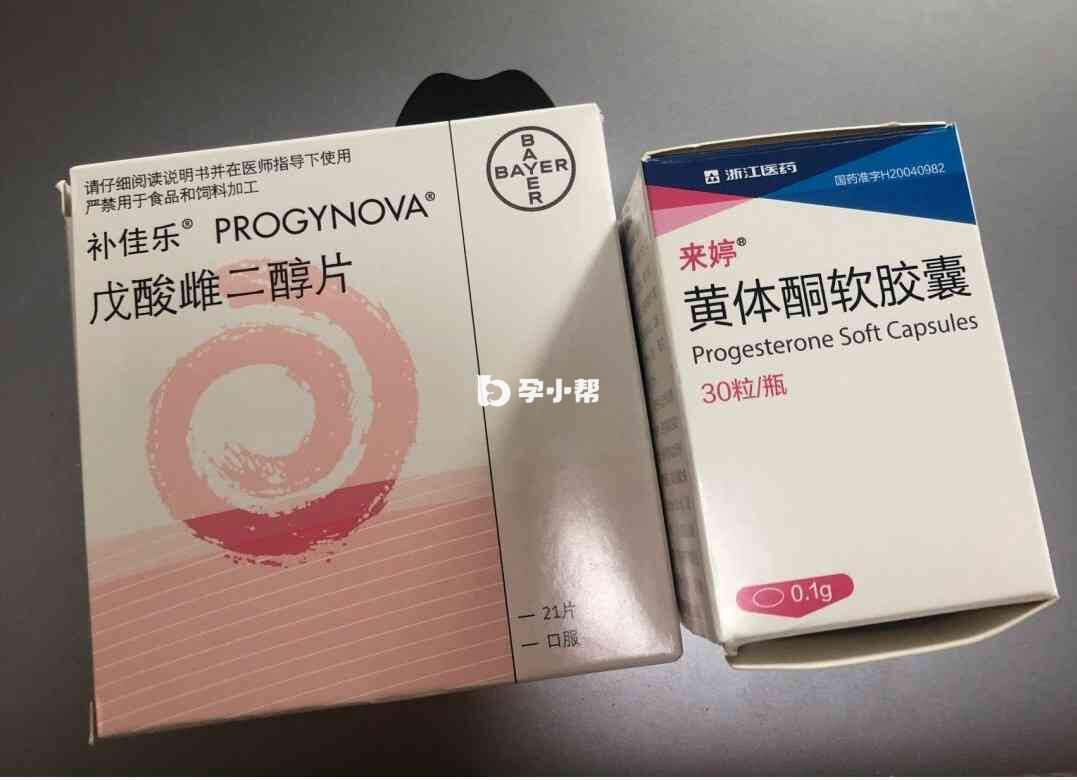 请仔细阅读说明书并在医师指导下使用
严禁用于食品和饲料加工
补佳乐® PROGYNOVA®
戊酸雌二醇片
BAYER
BAYER
21片
口服
孕小帮
浙江医药
国药准字H20040982
来婷®
黄体酮软胶囊
Progesterone Soft Capsules
30粒/瓶
0.1g